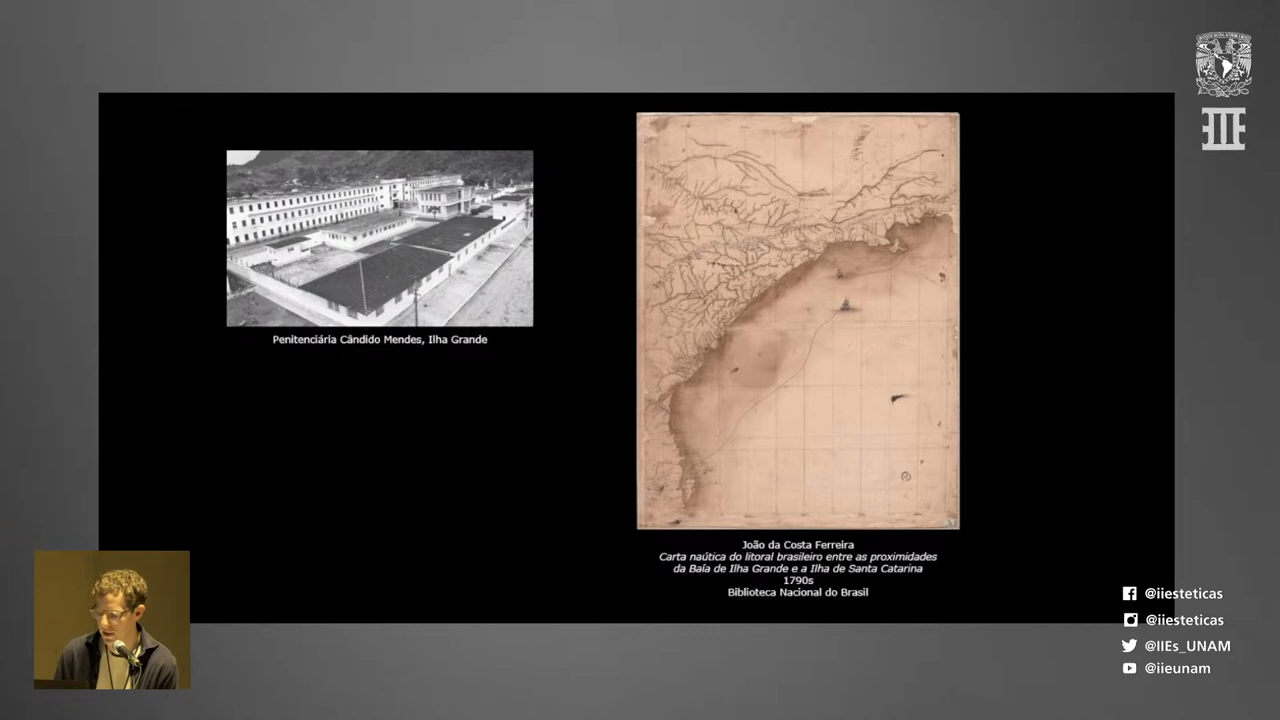 Penitenciária Cândido Mendes, Ilha Grande
João da Costa Ferreira
Carta naútica do litoral brasileiro entre as proximidades
da Baía de Ilha Grande e a Ilha de Santa Catarina
1790s
Biblioteca Nacional do Brasil
@iiesteticas
@iiesteticas
@IIEs_UNAM
@iieunam